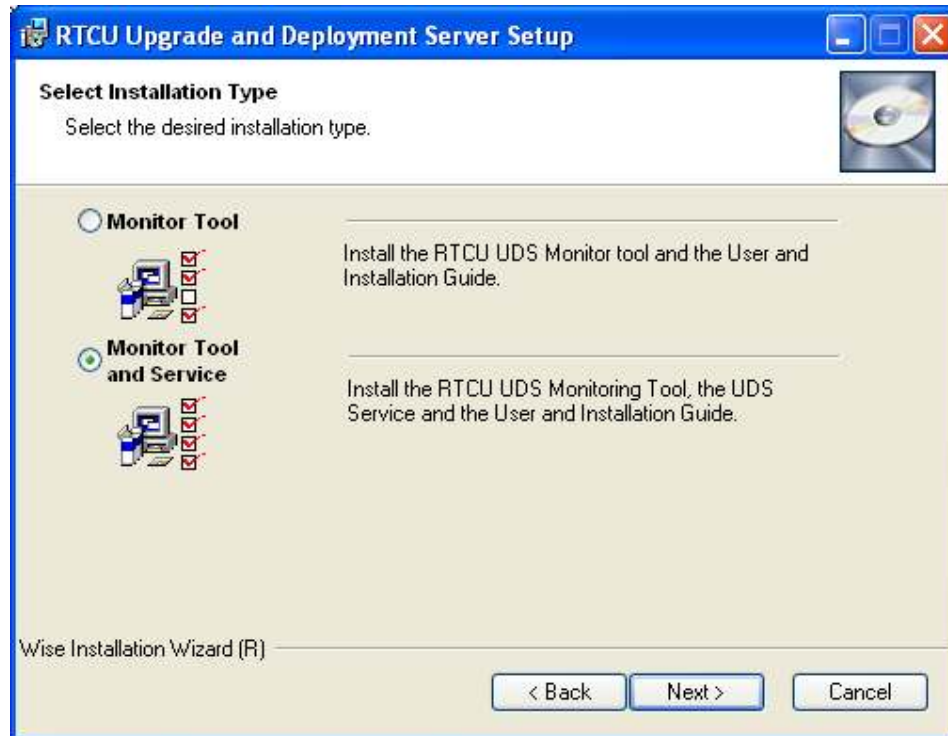 RTCU Upgrade and Deployment Server Setup
Select Installation Type
Select the desired installation type.
Monitor Tool
Install the RTCU UDS Monitor tool and the User and
Installation Guide.
Monitor Tool
and Service
Install the RTCU UDS Monitoring Tool, the UDS
Service and the User and Installation Guide.
Wise Installation Wizard (R)
< Back
Next >
Cancel